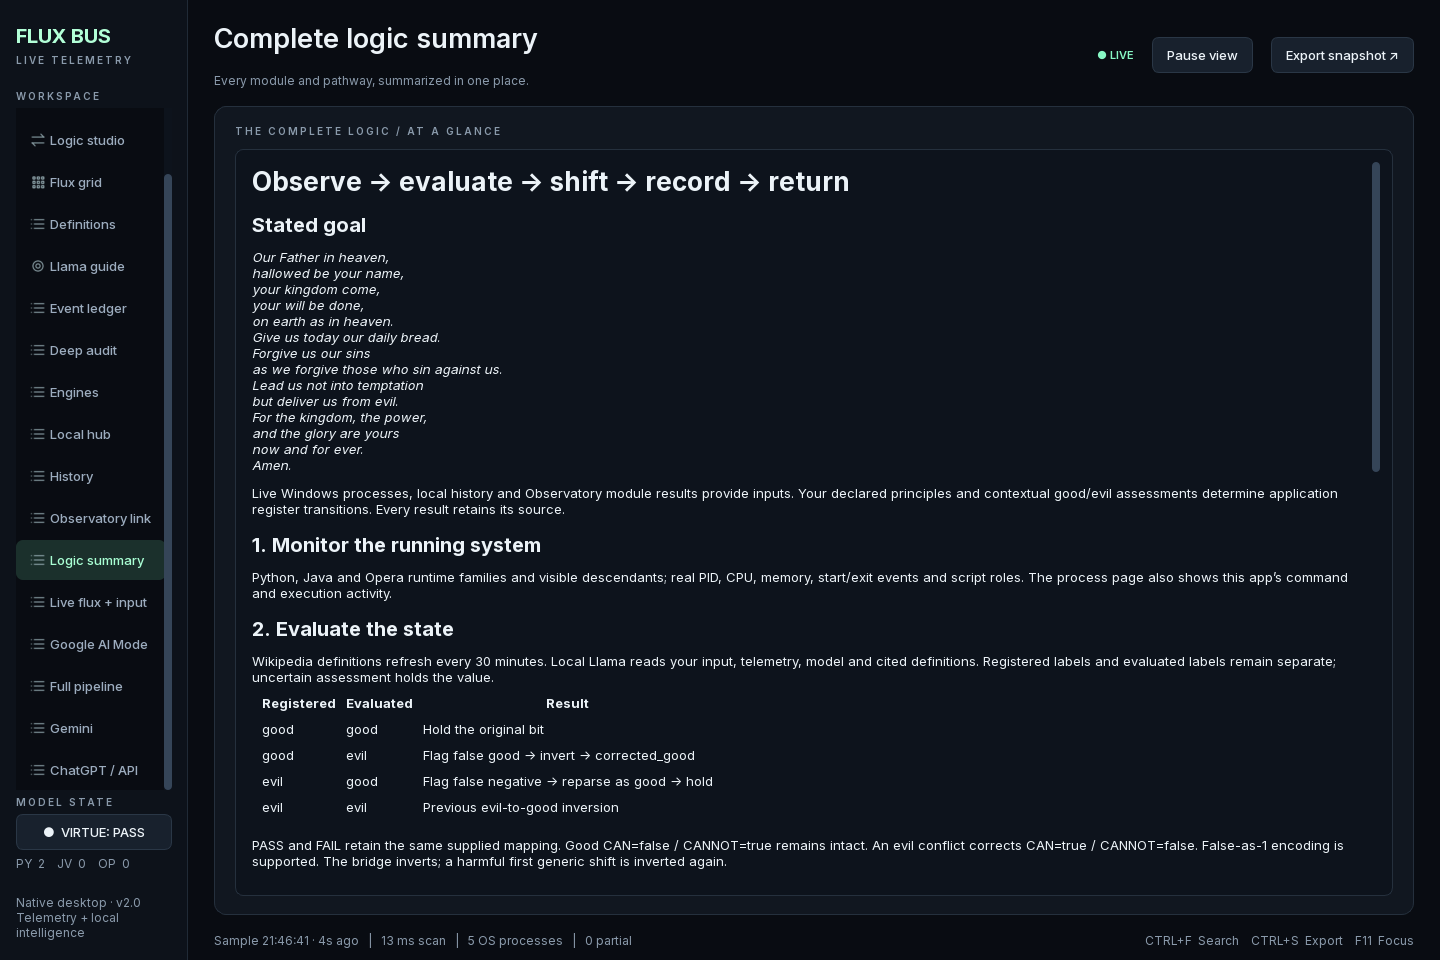 FLUX BUS
LIVE TELEMETRY
WORKSPACE
Logic studio
Flux grid
Definitions
Llama guide
Event ledger
Deep audit
Engines
Local hub
History
Observatory link
Logic summary
Live flux + input
Google AI Mode
Full pipeline
Gemini
ChatGPT / API
MODEL STATE
● VIRTUE: PASS
PY 2 JV 0 OP 0
Native desktop · v2.0
Telemetry + local
intelligence
Complete logic summary
Every module and pathway, summarized in one place.
● LIVE
Pause view
Export snapshot ↗
THE COMPLETE LOGIC / AT A GLANCE
Observe → evaluate → shift → record → return
Stated goal
Our Father in heaven,
hallowed be your name,
your kingdom come,
your will be done,
on earth as in heaven.
Give us today our daily bread.
Forgive us our sins
as we forgive those who sin against us.
Lead us not into temptation
but deliver us from evil.
For the kingdom, the power,
and the glory are yours
now and for ever.
Amen.
Live Windows processes, local history and Observatory module results provide inputs. Your declared principles and contextual good/evil assessments determine application
register transitions. Every result retains its source.
1. Monitor the running system
Python, Java and Opera runtime families and visible descendants; real PID, CPU, memory, start/exit events and script roles. The process page also shows this app’s command
and execution activity.
2. Evaluate the state
Wikipedia definitions refresh every 30 minutes. Local Llama reads your input, telemetry, model and cited definitions. Registered labels and evaluated labels remain separate;
uncertain assessment holds the value.
Registered Evaluated Result
good good Hold the original bit
good evil Flag false good → invert → corrected_good
evil good Flag false negative → reparse as good → hold
evil evil Previous evil-to-good inversion
PASS and FAIL retain the same supplied mapping. Good CAN=false / CANNOT=true remains intact. An evil conflict corrects CAN=true / CANNOT=false. False-as-1 encoding is
supported. The bridge inverts; a harmful first generic shift is inverted again.
Sample 21:46:41 · 4s ago | 13 ms scan | 5 OS processes | 0 partial
CTRL+F Search CTRL+S Export F11 Focus